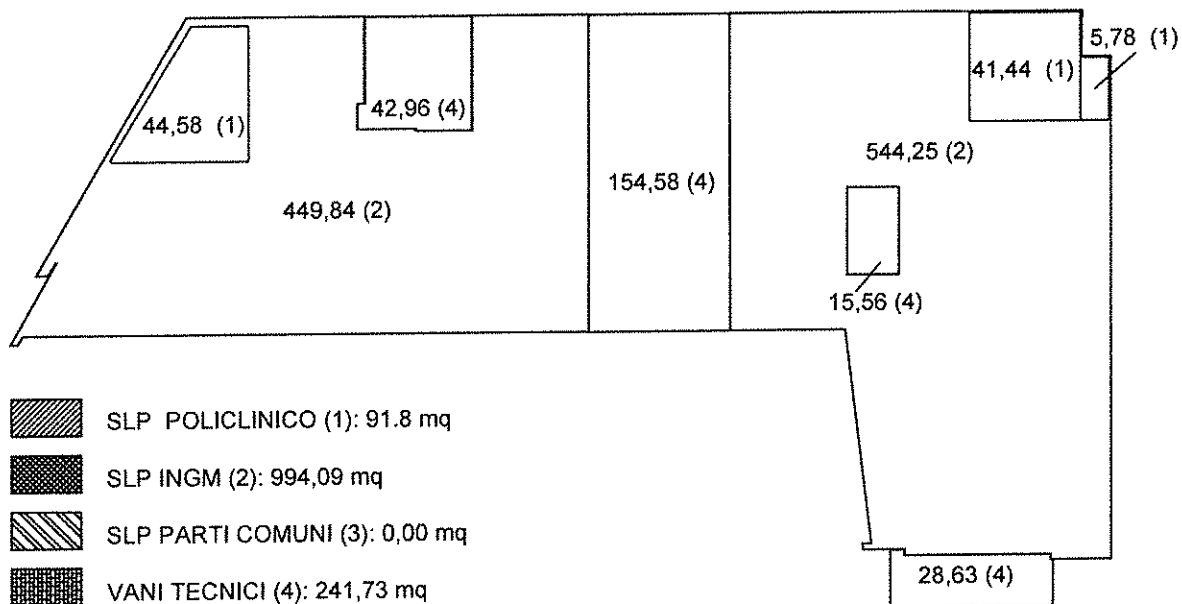 5,78 (1)
41,44 (1)
42,96 (4)
44,58 (1)
544,25 (2)
154,58 (4)
449,84 (2)
15,56 (4)
SLP POLICLINICO (1): 91.8 mq
SLP INGM (2): 994,09 mq
SLP PARTI COMUNI (3): 0,00 mq
28,63 (4)
VANI TECNICI (4): 241,73 mq